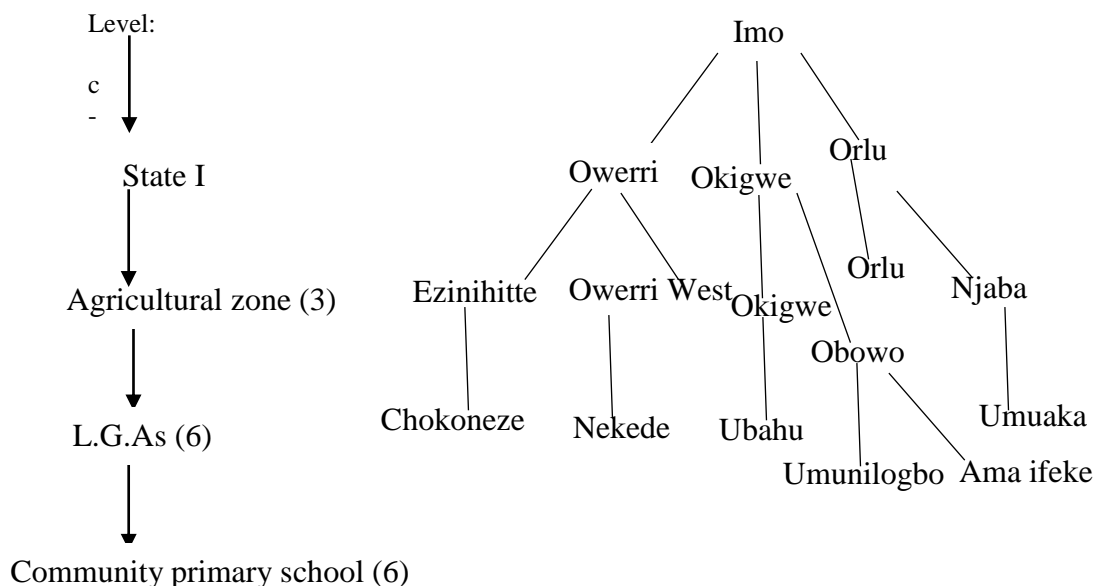 Level:
c
-
State I
Agricultural zone (3)
L.G.As (6)
Community primary school (6)
Imo
Owerri
Okigwe
Orlu
Ezinihitte
Owerri West
Okigwe
Orlu
Njaba
Obowo
Chokoneze
Nekede
Ubahu
Umuaka
Umunilogbo
Ama ifeke